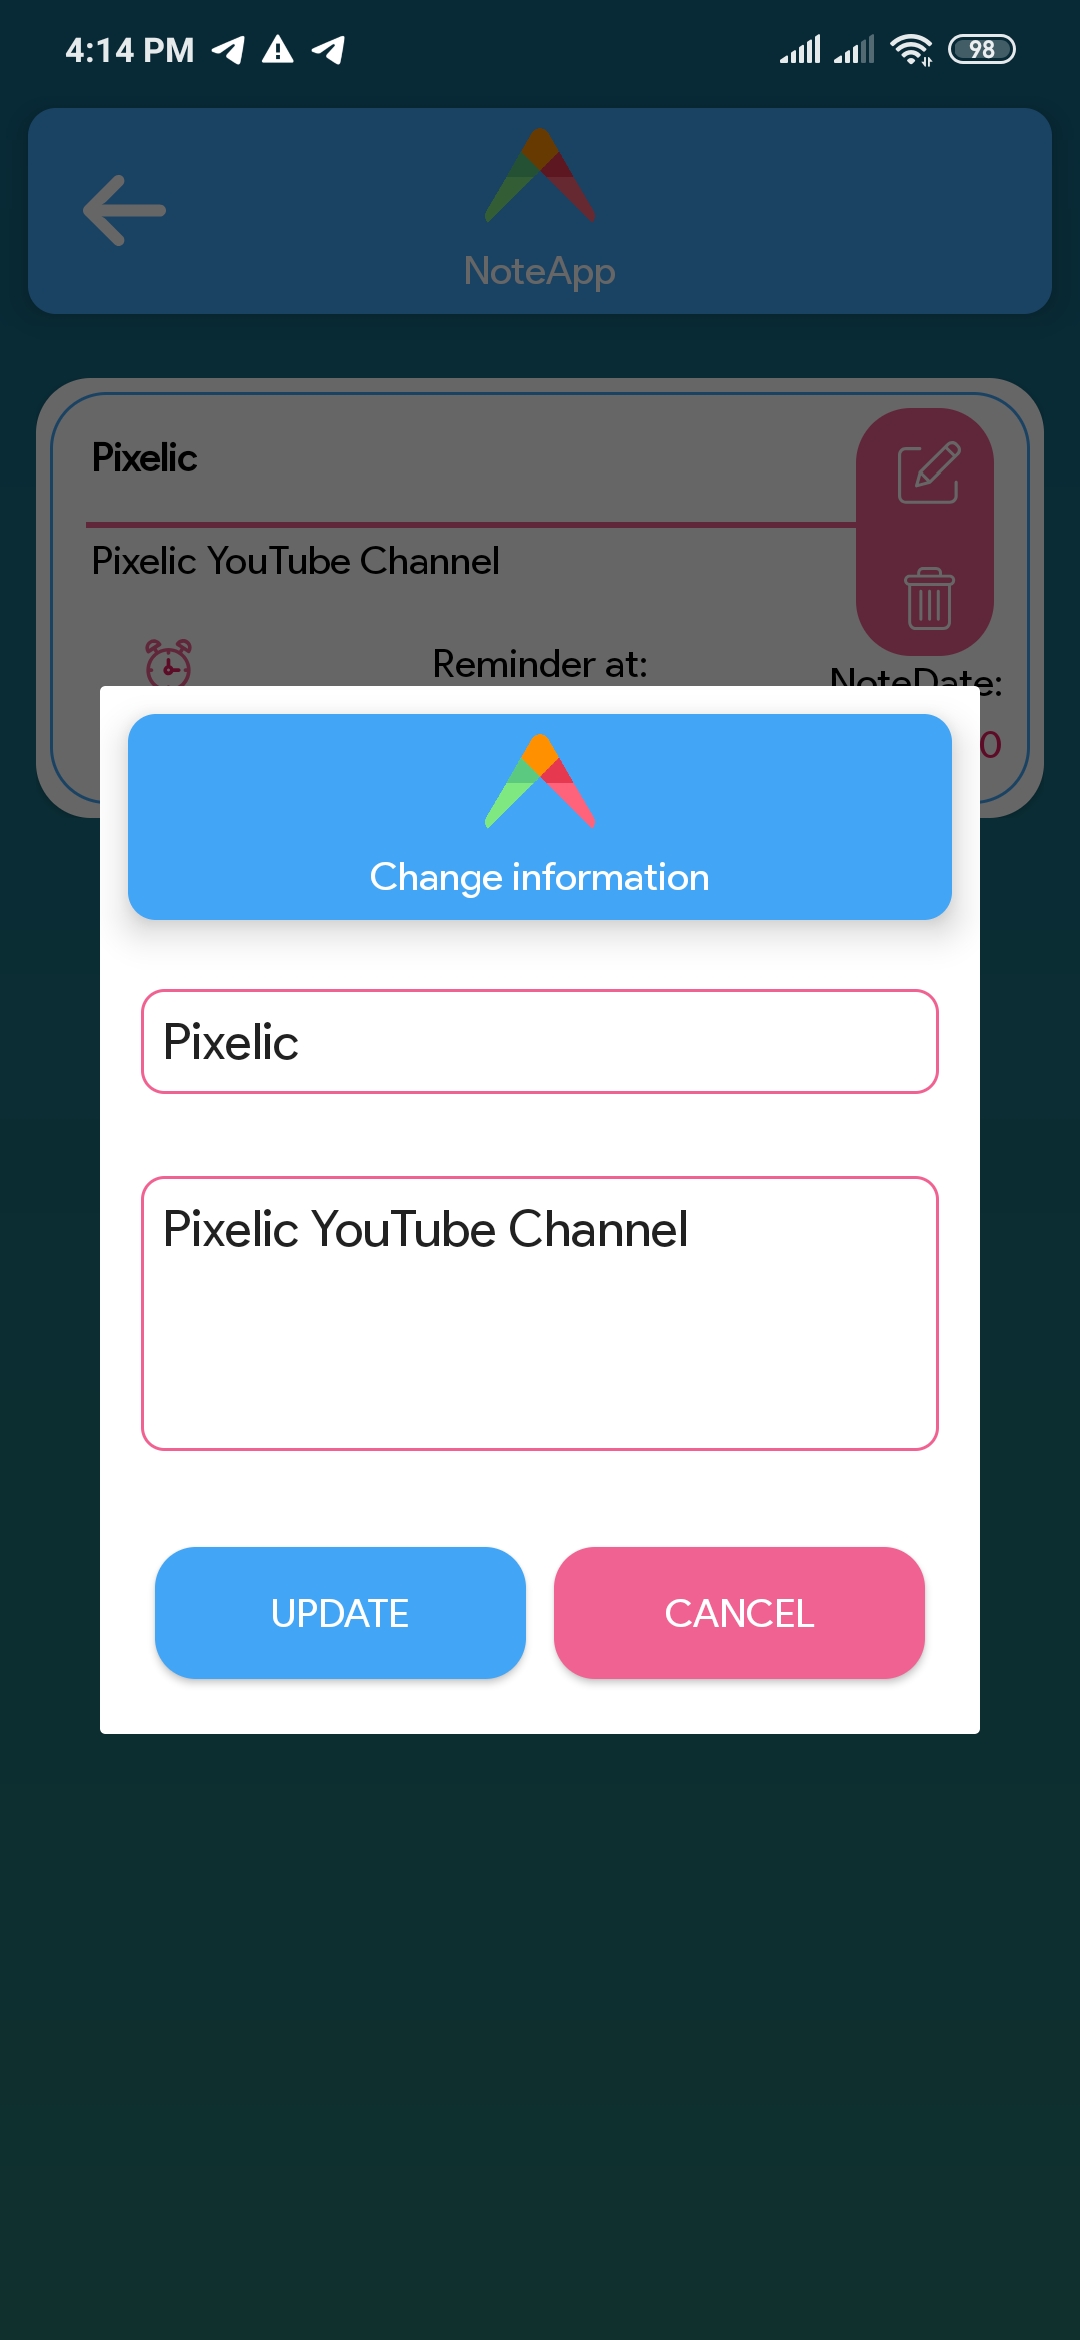 4:14 PM
98
NoteApp
Pixelic
Pixelic YouTube Channel
Reminder at:
NoteDate:
0
Change information
Pixelic
Pixelic YouTube Channel
UPDATE
CANCEL